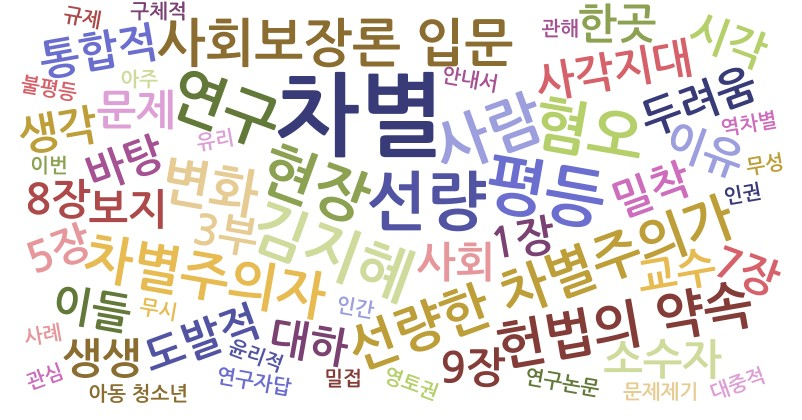 규제
구체적
통합적
사회보장론 입문
관해
한곳
시각
불평등
아주
안내서
사각지대
생각
문제
연구
차별
사람
혐오
두려움
역차별
이번
바탕
유리
이유
무성
8장
보지
변화
현장
선량
평등
밀착
인권
5장
3부
김지혜
사회
1장
차별주의자
선량한 차별주의가
교수
7장
이들
무시
인간
헌법의 약속
사례
생생
도발적
대하
소수자
관심
윤리적
9장
아동 청소년
연구자답
밀접
영토권
연구논문
문제제기
대중적